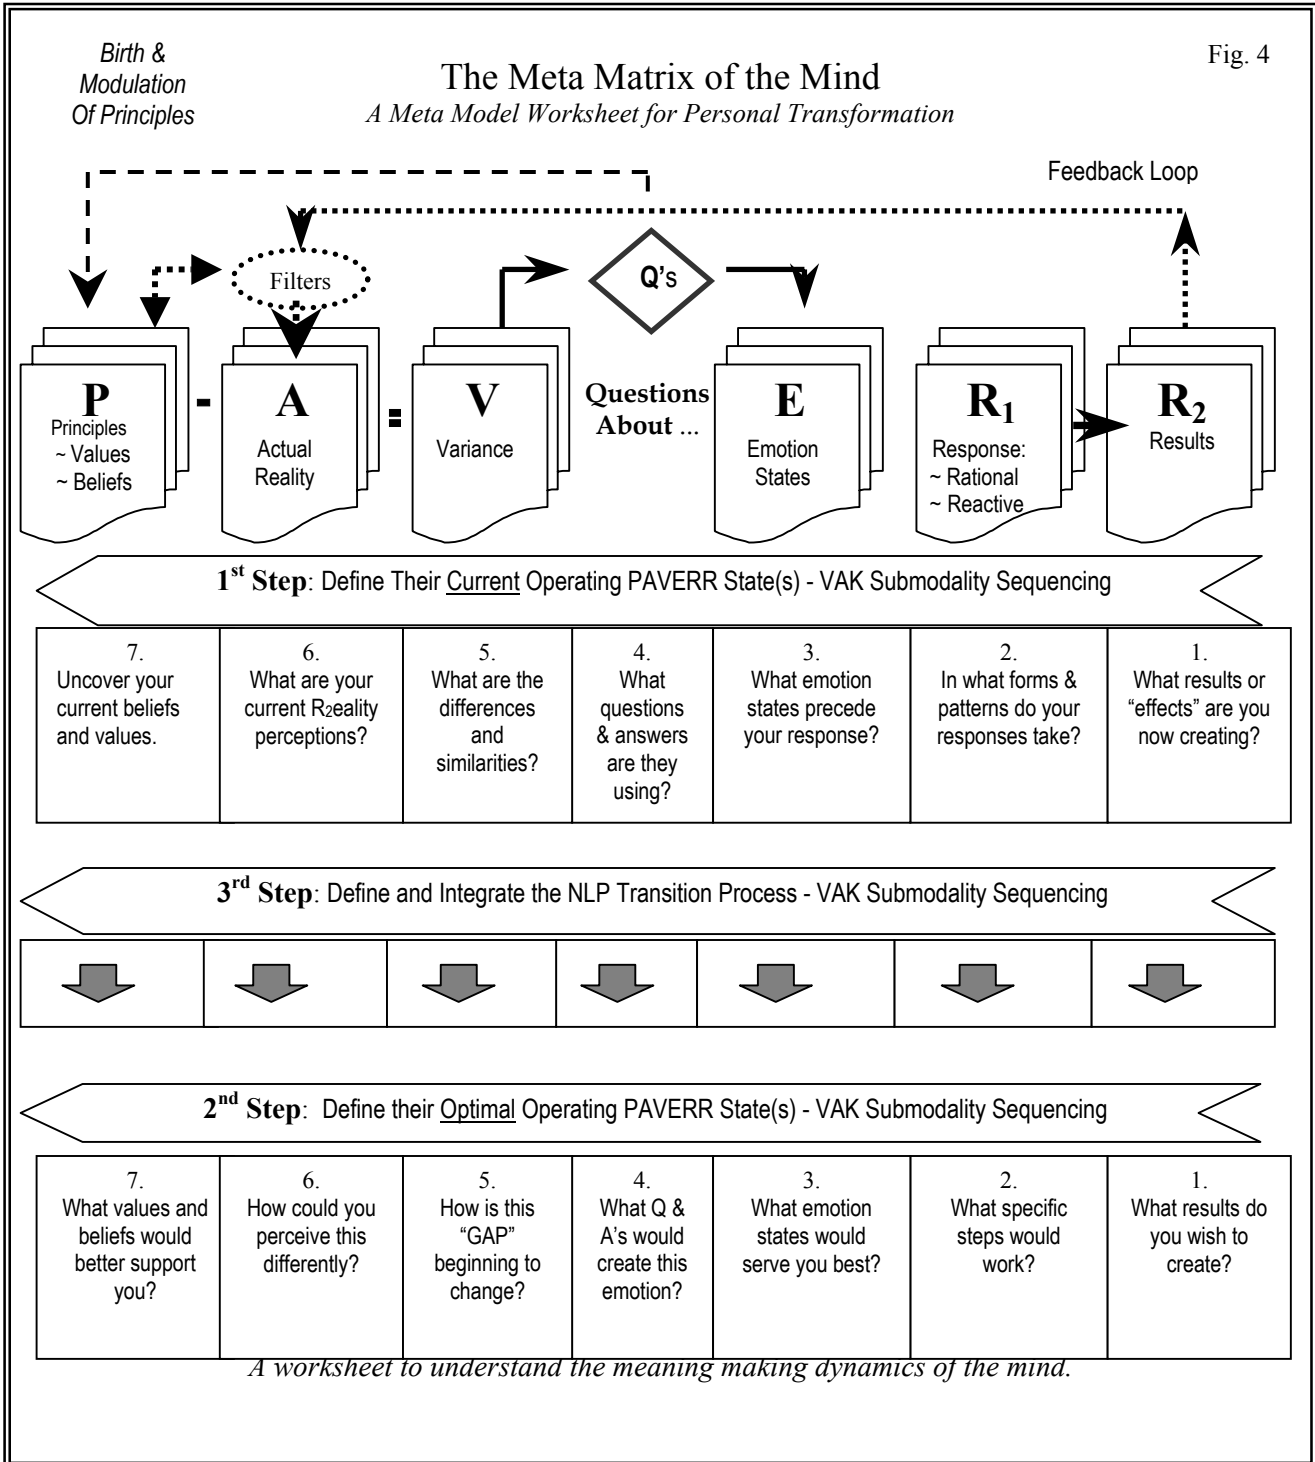 Birth &
Modulation
Of Principles
Fig. 4
The Meta Matrix of the Mind
A Meta Model Worksheet for Personal Transformation
Feedback Loop
Filters
Q's
P
Principles
~ Values
~ Beliefs
-
A
Actual
Reality
=
V
Variance
Questions
About ...
E
Emotion
States
R1
Response:
~ Rational
~ Reactive
R2
Results
1st Step: Define Their Current Operating PAVERR State(s) - VAK Submodality Sequencing
7.
Uncover your
current beliefs
and values.
6.
What are your
current R2eality
perceptions?
5.
What are the
differences
and
similarities?
4.
What
questions
& answers
are they
using?
3.
What emotion
states precede
your response?
2.
In what forms &
patterns do your
responses take?
1.
What results or
“effects” are you
now creating?
3rd Step: Define and Integrate the NLP Transition Process - VAK Submodality Sequencing
2nd Step: Define their Optimal Operating PAVERR State(s) - VAK Submodality Sequencing
7.
What values and
beliefs would
better support
you?
6.
How could you
perceive this
differently?
5.
How is this
“GAP”
beginning to
change?
4.
What Q &
A's would
create this
emotion?
3.
What emotion
states would
serve you best?
2.
What specific
steps would
work?
1.
What results do
you wish to
create?
A worksheet to understand the meaning making dynamics of the mind.